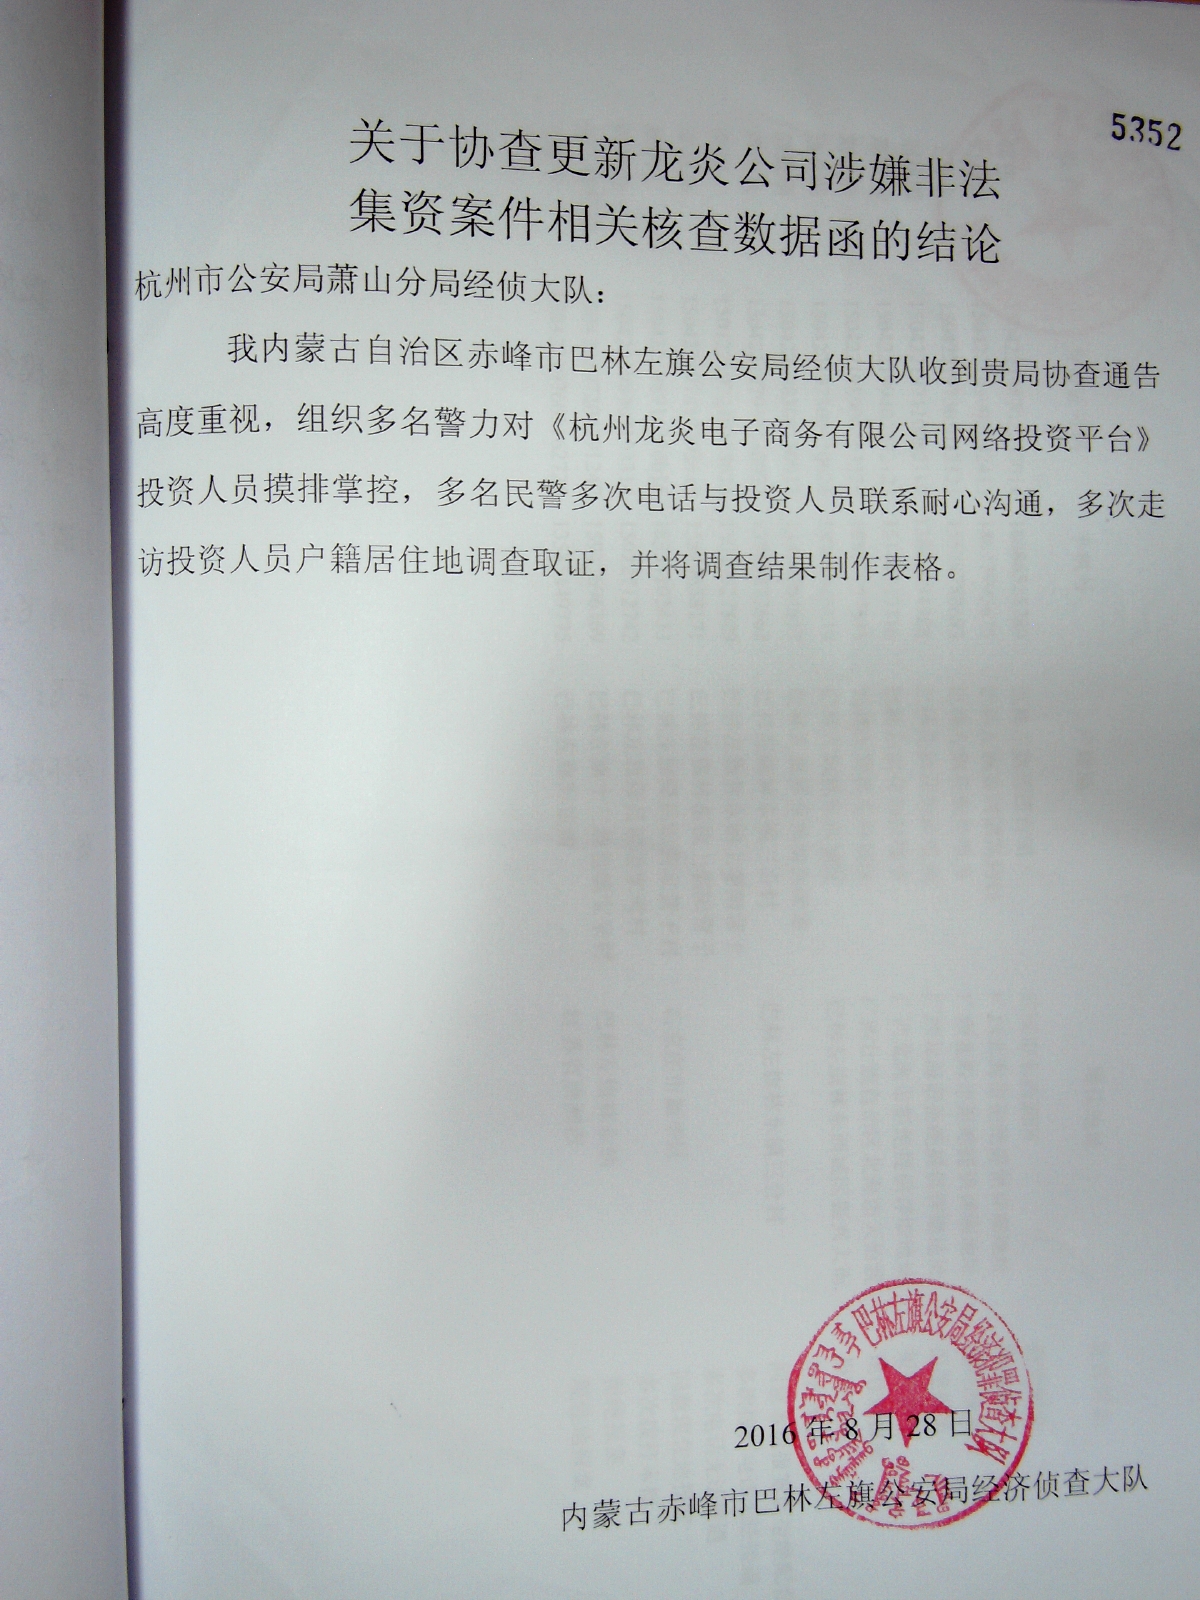 5352
关于协查更新龙炎公司涉嫌非法
集资案件相关核查数据函的结论
杭州市公安局萧山分局经侦大队：
我内蒙古自治区赤峰市巴林左旗公安局经侦大队收到贵局协查通告
高度重视，组织多名警力对《杭州龙炎电子商务有限公司网络投资平台》
投资人员摸排掌控，多名民警多次电话与投资人员联系耐心沟通，多次走
访投资人员户籍居住地调查取证，并将调查结果制作表格。
巴林左旗公安局经济犯罪侦查大队
2016 年 8 月 28 日
内蒙古赤峰市巴林左旗公安局经济侦查大队